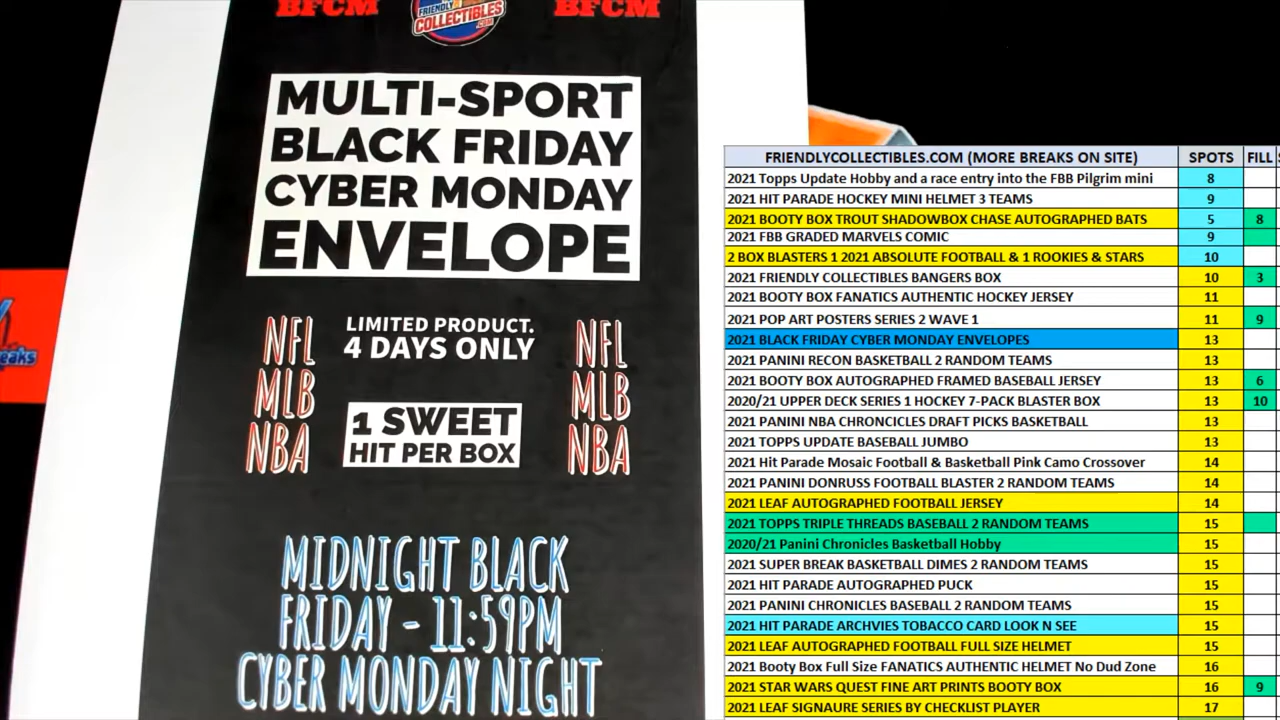 BFCM
BFCM
FRIENDLY
COLLECTIBLES
.com
MULTI-SPORT
BLACK FRIDAY
CYBER MONDAY
ENVELOPE
NFL
MLB
NBA
LIMITED PRODUCT.
4 DAYS ONLY
1 SWEET
HIT PER BOX
NFL
MLB
NBA
MIDNIGHT BLACK
FRIDAY - 11:59PM
CYBER MONDAY NIGHT
eaks
FRIENDLYCOLLECTIBLES.COM (MORE BREAKS ON SITE) SPOTS FILL
2021 Topps Update Hobby and a race entry into the FBB Pilgrim mini 8
2021 HIT PARADE HOCKEY MINI HELMET 3 TEAMS 9
2021 BOOTY BOX TROUT SHADOWBOX CHASE AUTOGRAPHED BATS 5 8
2021 FBB GRADED MARVELS COMIC 9
2 BOX BLASTERS 1 2021 ABSOLUTE FOOTBALL & 1 ROOKIES & STARS 10
2021 FRIENDLY COLLECTIBLES BANGERS BOX 10 3
2021 BOOTY BOX FANATICS AUTHENTIC HOCKEY JERSEY 11
2021 POP ART POSTERS SERIES 2 WAVE 1 11 9
2021 BLACK FRIDAY CYBER MONDAY ENVELOPES 13
2021 PANINI RECON BASKETBALL 2 RANDOM TEAMS 13
2021 BOOTY BOX AUTOGRAPHED FRAMED BASEBALL JERSEY 13 6
2020/21 UPPER DECK SERIES 1 HOCKEY 7-PACK BLASTER BOX 13 10
2021 PANINI NBA CHRONCICLES DRAFT PICKS BASKETBALL 13
2021 TOPPS UPDATE BASEBALL JUMBO 13
2021 Hit Parade Mosaic Football & Basketball Pink Camo Crossover 14
2021 PANINI DONRUSS FOOTBALL BLASTER 2 RANDOM TEAMS 14
2021 LEAF AUTOGRAPHED FOOTBALL JERSEY 14
2021 TOPPS TRIPLE THREADS BASEBALL 2 RANDOM TEAMS 15
2020/21 Panini Chronicles Basketball Hobby 15
2021 SUPER BREAK BASKETBALL DIMES 2 RANDOM TEAMS 15
2021 HIT PARADE AUTOGRAPHED PUCK 15
2021 PANINI CHRONICLES BASEBALL 2 RANDOM TEAMS 15
2021 HIT PARADE ARCHVIES TOBACCO CARD LOOK N SEE 15
2021 LEAF AUTOGRAPHED FOOTBALL FULL SIZE HELMET 15
2021 Booty Box Full Size FANATICS AUTHENTIC HELMET No Dud Zone 16
2021 STAR WARS QUEST FINE ART PRINTS BOOTY BOX 16 9
2021 LEAF SIGNAURE SERIES BY CHECKLIST PLAYER 17